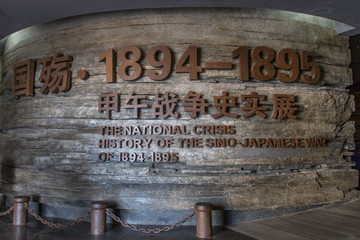 国殇·1894-1895
甲午战争史实展
THE NATIONAL CRISIS
HISTORY OF THE SINO-JAPANESE WAR
OF 1894-1895